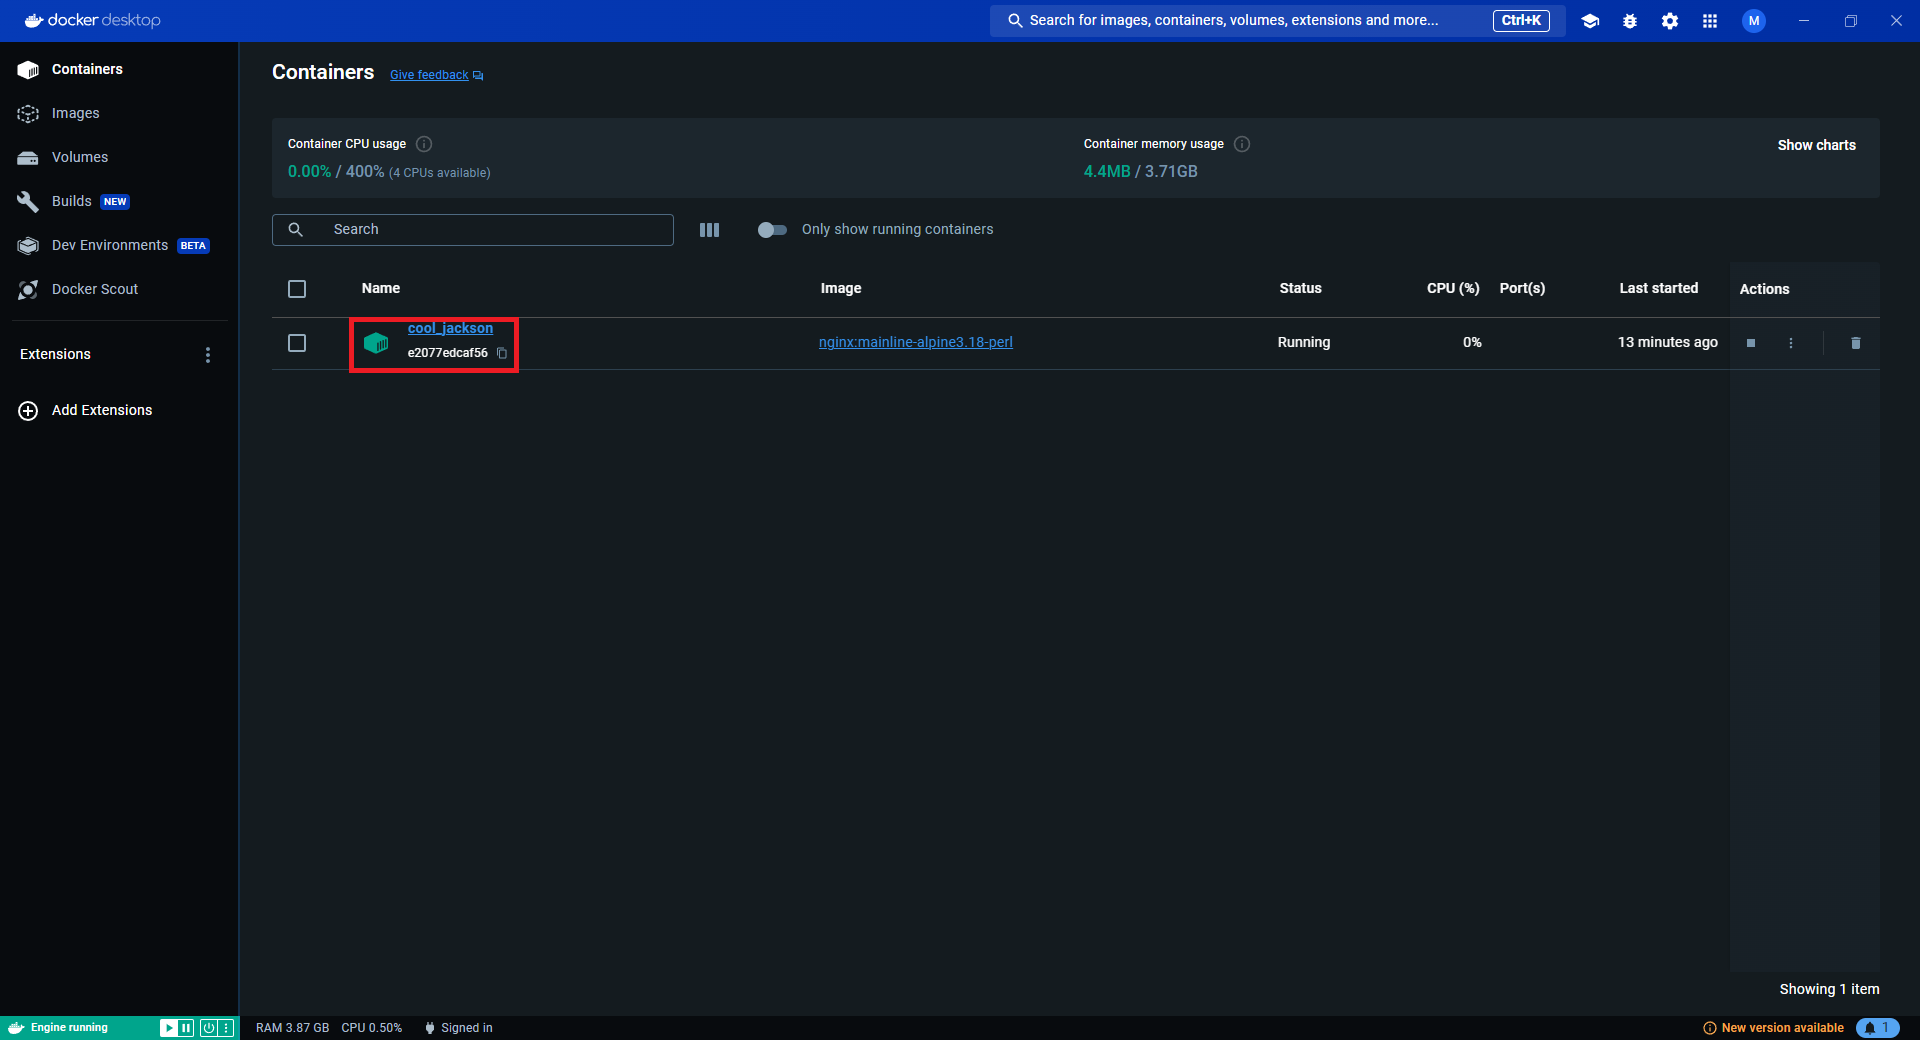 docker desktop
Search for images, containers, volumes, extensions and more... Ctrl+K M
Containers
Images
Volumes
Builds NEW
Dev Environments BETA
Docker Scout
Extensions
Add Extensions
Containers Give feedback
Container CPU usage
0.00% / 400% (4 CPUs available)
Container memory usage
4.4MB / 3.71GB
Show charts
Search
Only show running containers
Name Image Status CPU (%) Port(s) Last started Actions
cool_jackson
e2077edcaf56
nginx:mainline-alpine3.18-perl Running 0% 13 minutes ago
Showing 1 item
Engine running RAM 3.87 GB CPU 0.50% Signed in New version available 1